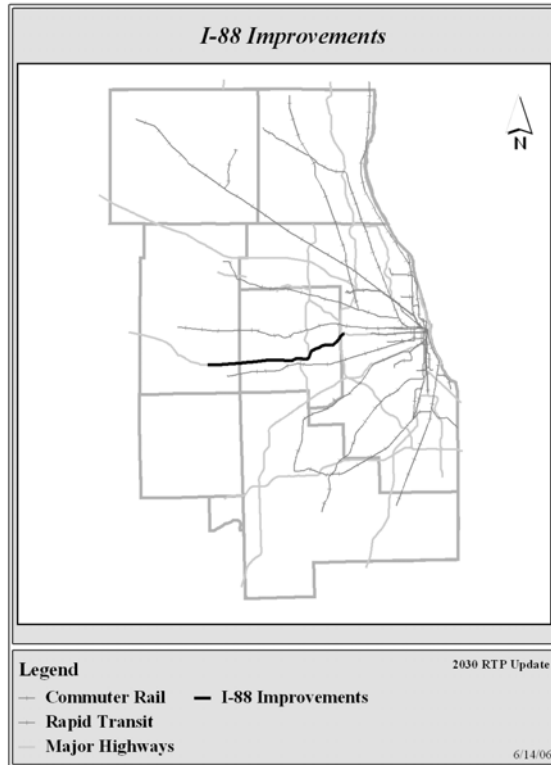 I-88 Improvements
N
Legend
2030 RTP Update
Commuter Rail
I-88 Improvements
Rapid Transit
Major Highways
6/14/06